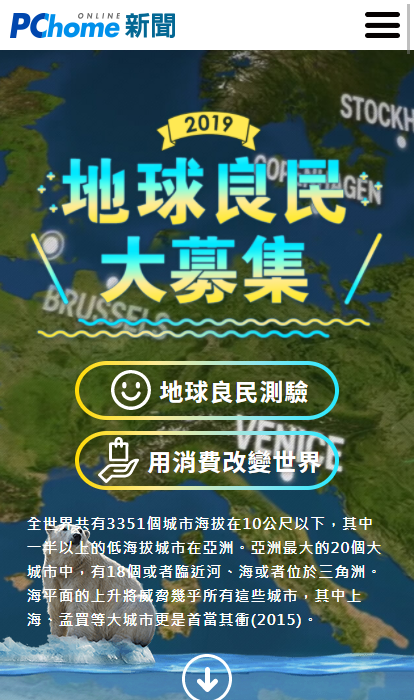 PChome ONLINE 新聞
STOCKH
2019
COPENHAGEN
地球良民
大募集
BRUSSELS
地球良民測驗
VENICE
用消費改變世界
全世界共有3351個城市海拔在10公尺以下，其中
一半以上的低海拔城市在亞洲。亞洲最大的20個大
城市中，有18個或者臨近河、海或者位於三角洲。
海平面的上升將威脅幾乎所有這些城市，其中上
海、孟買等大城市更是首當其衝(2015)。